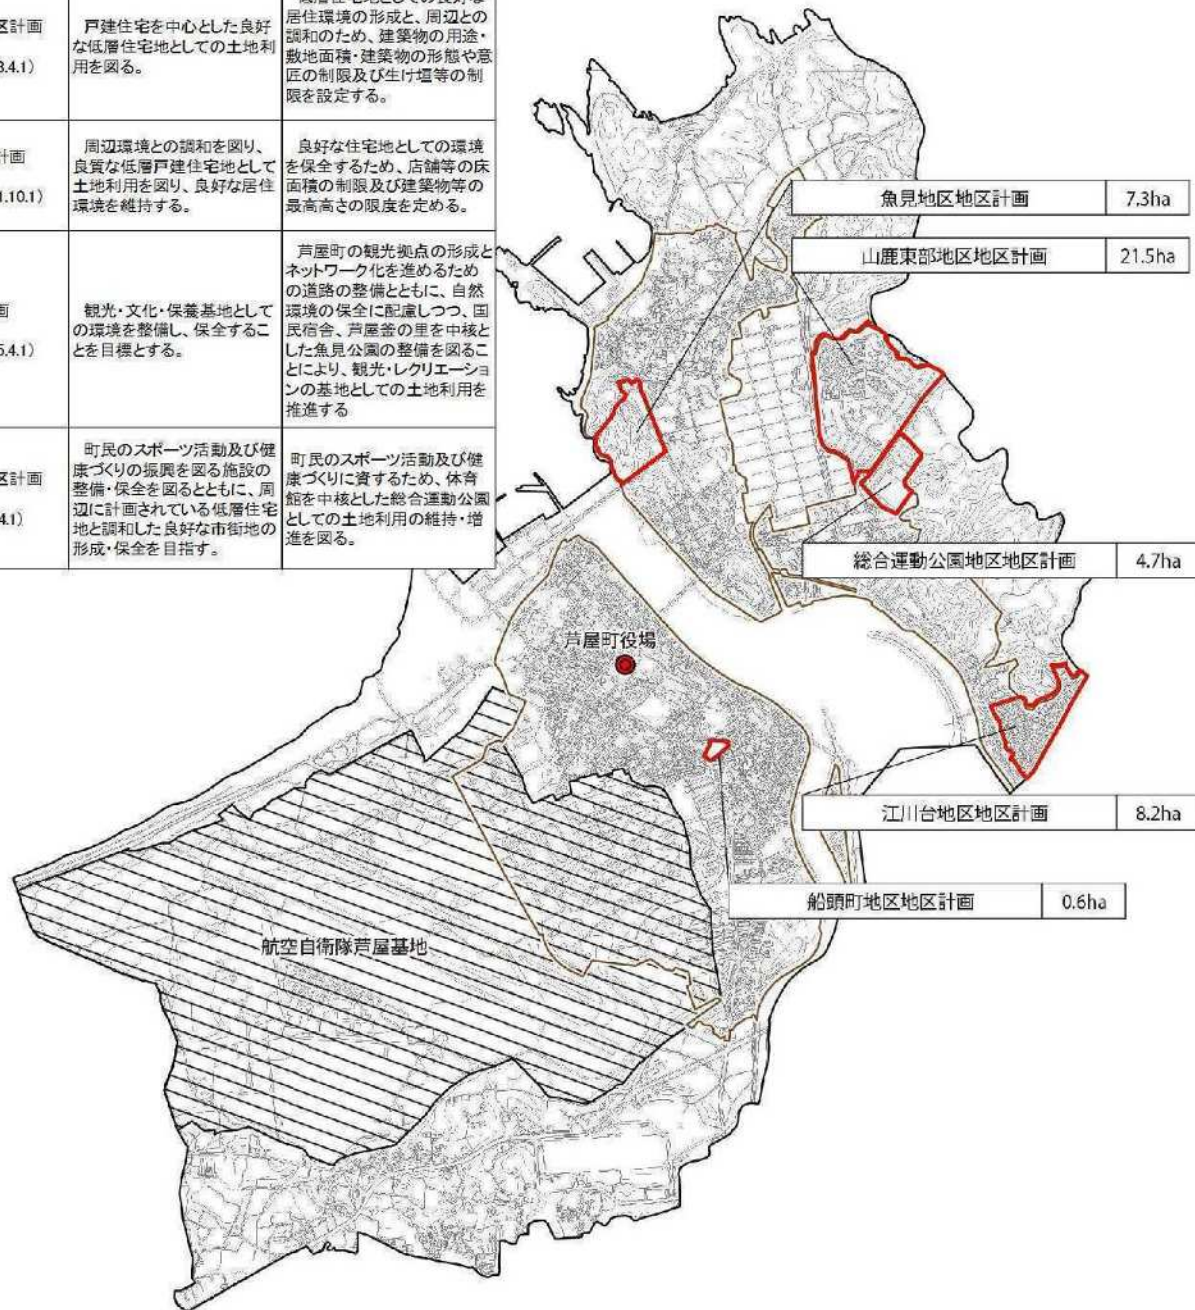 区計画
3.4.1)
戸建住宅を中心とした良好
な低層住宅地としての土地利
用を図る。
居住環境の形成と、周辺との
調和のため、建築物の用途・
敷地面積・建築物の形態や意
匠の制限及び生け垣等の制
限を設定する。
計画
1.10.1)
周辺環境との調和を図り、
良質な低層戸建住宅地として
土地利用を図り、良好な居住
環境を維持する。
良好な住宅地としての環境
を保全するため、店舗等の床
面積の制限及び建築物等の
最高高さの限度を定める。
画
5.4.1)
観光・文化・保養基地として
の環境を整備し、保全するこ
とを目標とする。
芦屋町の観光拠点の形成と
ネットワーク化を進めるため
の道路の整備とともに、自然
環境の保全に配慮しつつ、国
民宿舎、芦屋釜の里を中核と
した魚見公園の整備を図るこ
とにより、観光・レクリエーショ
ンの基地としての土地利用を
推進する
区計画
4.1)
町民のスポーツ活動及び健
康づくりの振興を図る施設の
整備・保全を図るとともに、周
辺に計画されている低層住宅
地と調和した良好な市街地の
形成・保全を目指す。
町民のスポーツ活動及び健
康づくりに資するため、体育
館を中核とした総合運動公園
としての土地利用の維持・増
進を図る。
魚見地区地区計画 7.3ha
山鹿東部地区地区計画 21.5ha
総合運動公園地区地区計画 4.7ha
芦屋町役場
江川台地区地区計画 8.2ha
船頭町地区地区計画 0.6ha
航空自衛隊芦屋基地